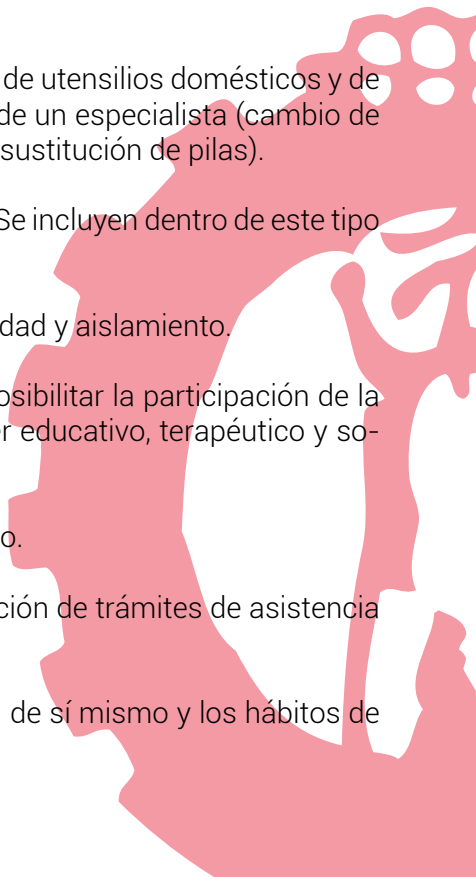 de utensilios domésticos y de
de un especialista (cambio de
sustitución de pilas).
Se incluyen dentro de este tipo
dad y aislamiento.
osibilitar la participación de la
er educativo, terapéutico y so-
o.
ción de trámites de asistencia
de sí mismo y los hábitos de